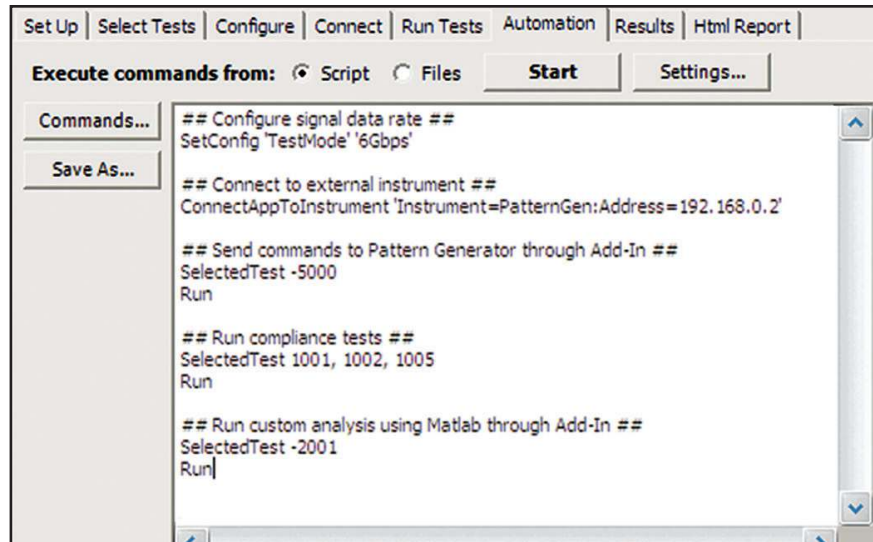 Set Up Select Tests Configure Connect Run Tests Automation Results Html Report
Execute commands from: Script Files Start Settings...
Commands...
Save As...
## Configure signal data rate ##
SetConfig 'TestMode' '6Gbps'
## Connect to external instrument ##
ConnectAppToInstrument 'Instrument=PatternGen:Address=192.168.0.2'
## Send commands to Pattern Generator through Add-In ##
SelectedTest -5000
Run
## Run compliance tests ##
SelectedTest 1001, 1002, 1005
Run
## Run custom analysis using Matlab through Add-In ##
SelectedTest -2001
Run